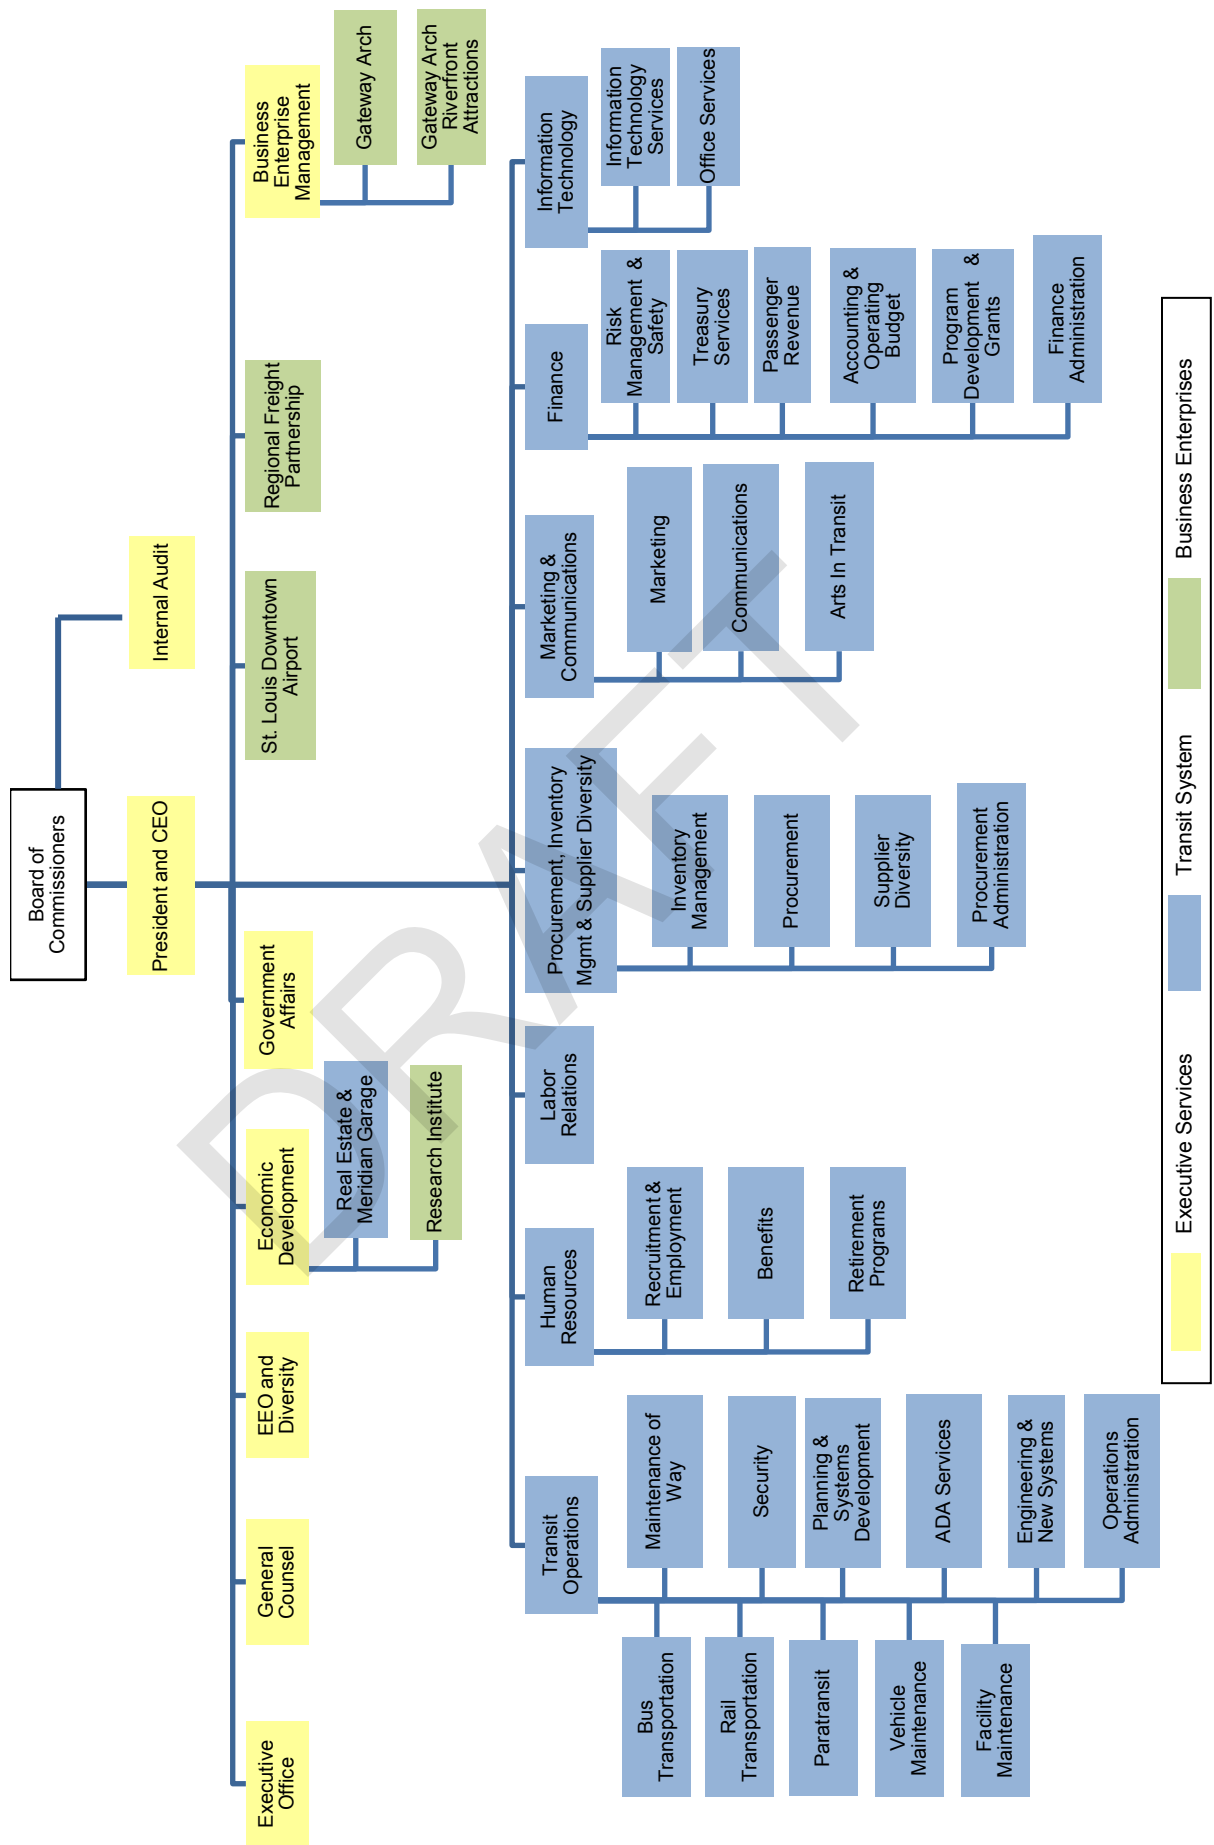 Board of
Commissioners
President and CEO
Internal Audit
Executive
Office
General
Counsel
EEO and
Diversity
Economic
Development
Government
Affairs
St. Louis Downtown
Airport
Regional Freight
Partnership
Business
Enterprise
Management
Real Estate &
Meridian Garage
Research Institute
Gateway Arch
Gateway Arch
Riverfront
Attractions
Transit
Operations
Human
Resources
Labor
Relations
Procurement, Inventory
Mgmt & Supplier Diversity
Marketing &
Communications
Finance
Information
Technology
Bus
Transportation
Rail
Transportation
Paratransit
Vehicle
Maintenance
Facility
Maintenance
Maintenance of
Way
Security
Planning &
Systems
Development
ADA Services
Engineering &
New Systems
Operations
Administration
Recruitment &
Employment
Benefits
Retirement
Programs
Inventory
Management
Procurement
Supplier
Diversity
Procurement
Administration
Marketing
Communications
Arts In Transit
Risk
Management &
Safety
Treasury
Services
Passenger
Revenue
Accounting &
Operating
Budget
Program
Development &
Grants
Finance
Administration
Information
Technology
Services
Office Services
Executive Services
Transit System
Business Enterprises
DRAFT